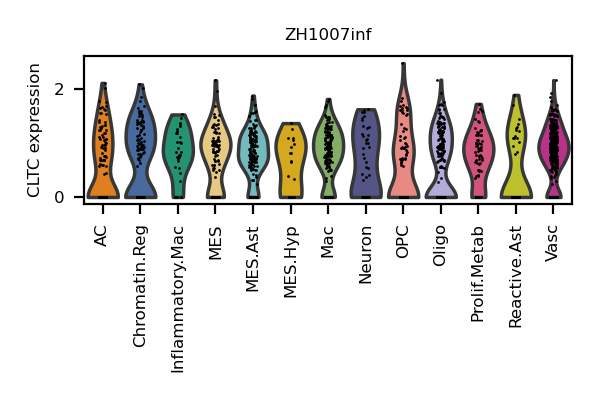 ZH1007inf
CLTC expression
2
0
AC
Chromatin.Reg
Inflammatory.Mac
MES
MES.Ast
MES.Hyp
Mac
Neuron
OPC
Oligo
Prolif.Metab
Reactive.Ast
Vasc